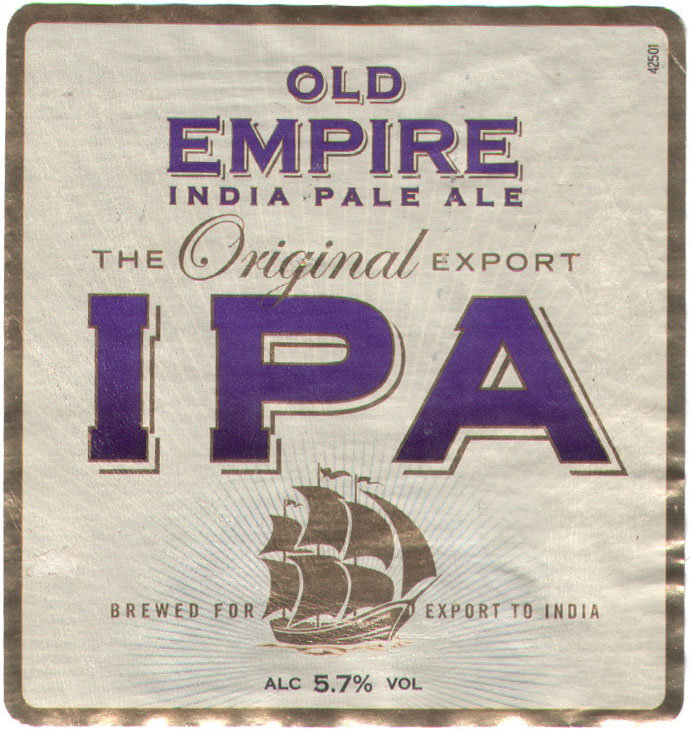 42501
OLD
EMPIRE
INDIA PALE ALE
THE Original EXPORT
IPA
BREWED FOR EXPORT TO INDIA
ALC 5.7% VOL